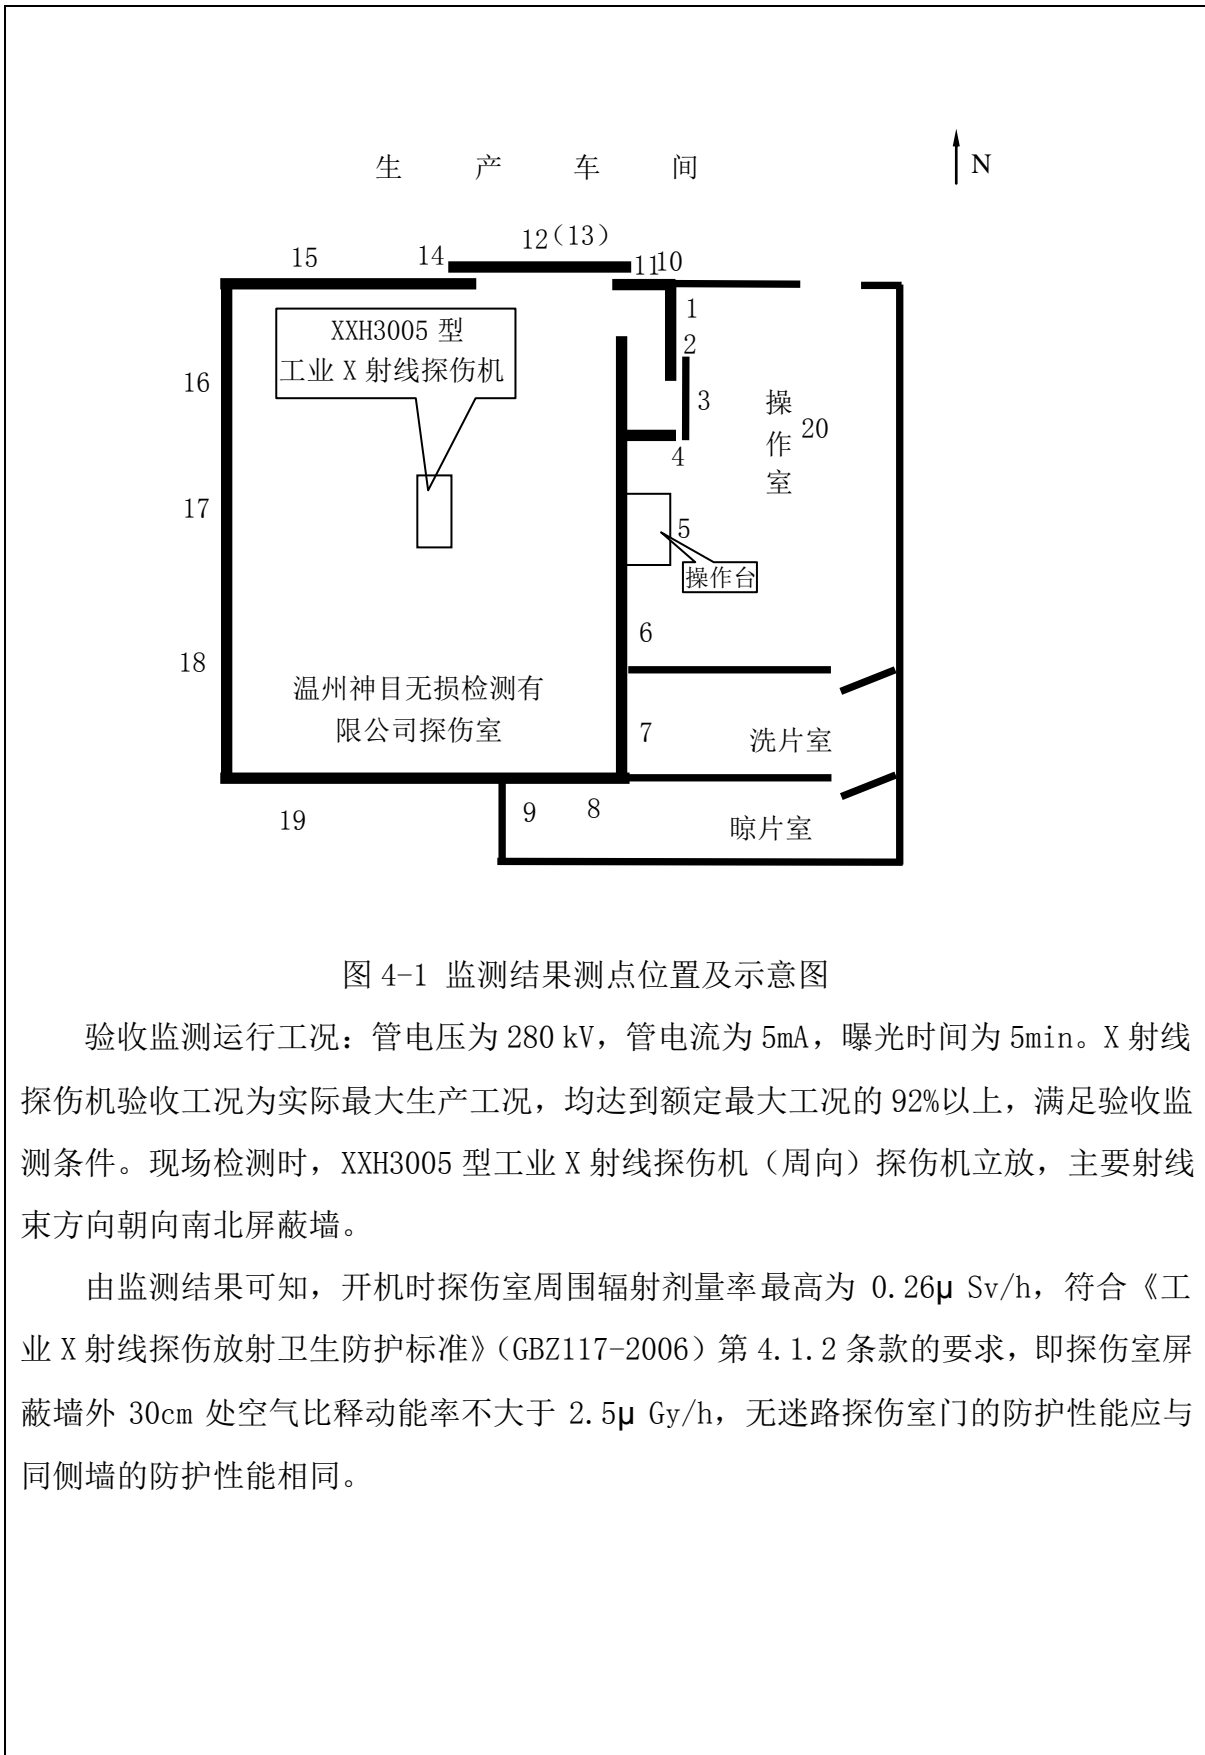 生产车间
N
12(13)
15
14
11
10
1
XXH3005 型
工业 X 射线探伤机
2
16
3
操作室
20
4
17
5
操作台
6
18
温州神目无损检测有
限公司探伤室
7
洗片室
19
9
8
晾片室
图 4-1 监测结果测点位置及示意图
验收监测运行工况：管电压为 280 kV，管电流为 5mA，曝光时间为 5min。X 射线
探伤机验收工况为实际最大生产工况，均达到额定最大工况的 92%以上，满足验收监
测条件。现场检测时，XXH3005 型工业 X 射线探伤机（周向）探伤机立放，主要射线
束方向朝向南北屏蔽墙。
由监测结果可知，开机时探伤室周围辐射剂量率最高为 0.26μ Sv/h，符合《工
业 X 射线探伤放射卫生防护标准》（GBZ117-2006）第 4.1.2 条款的要求，即探伤室屏
蔽墙外 30cm 处空气比释动能率不大于 2.5μ Gy/h，无迷路探伤室门的防护性能应与
同侧墙的防护性能相同。